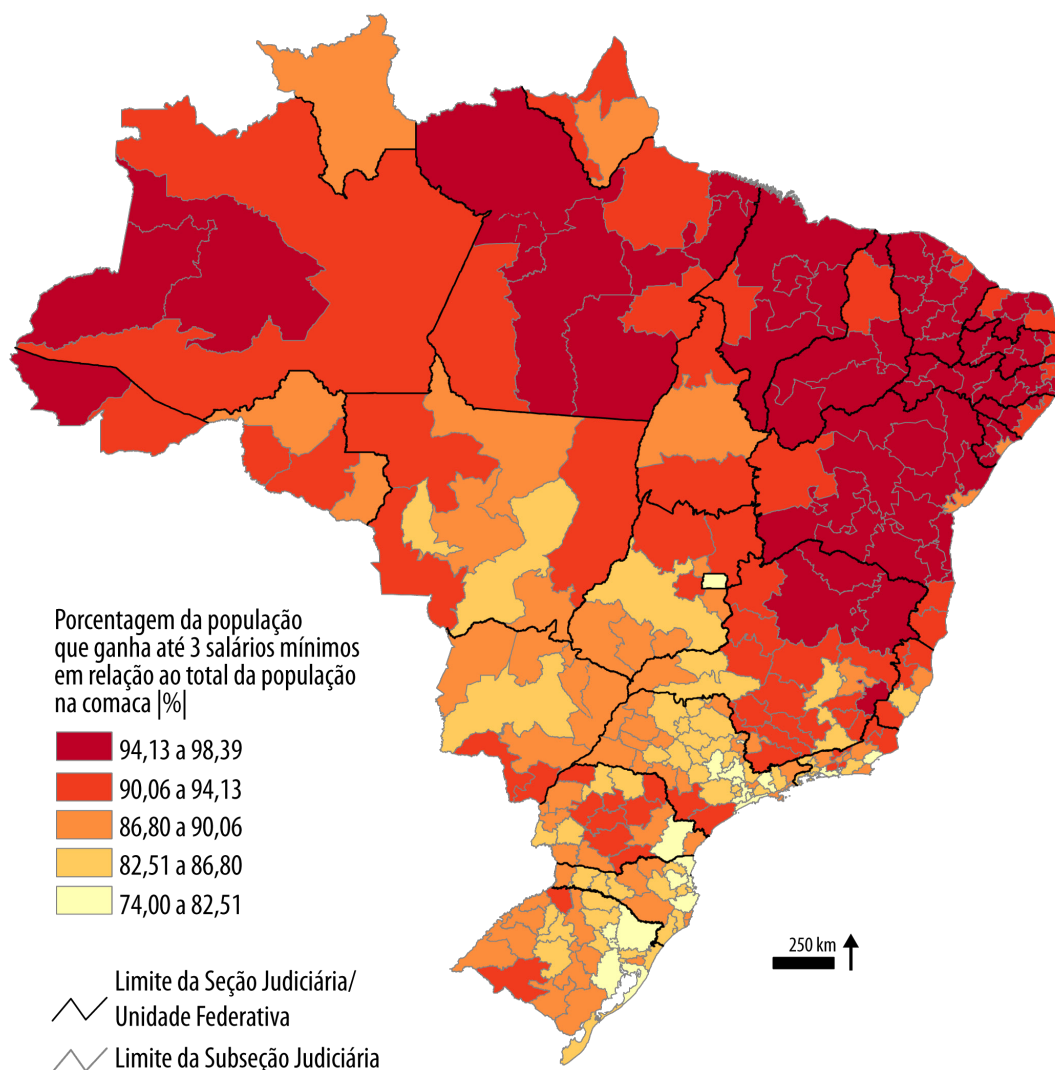 Porcentagem da população
que ganha até 3 salários mínimos
em relação ao total da população
na comaca |%|
94,13 a 98,39
90,06 a 94,13
86,80 a 90,06
82,51 a 86,80
74,00 a 82,51
Limite da Seção Judiciária/
Unidade Federativa
Limite da Subseção Judiciária
250 km